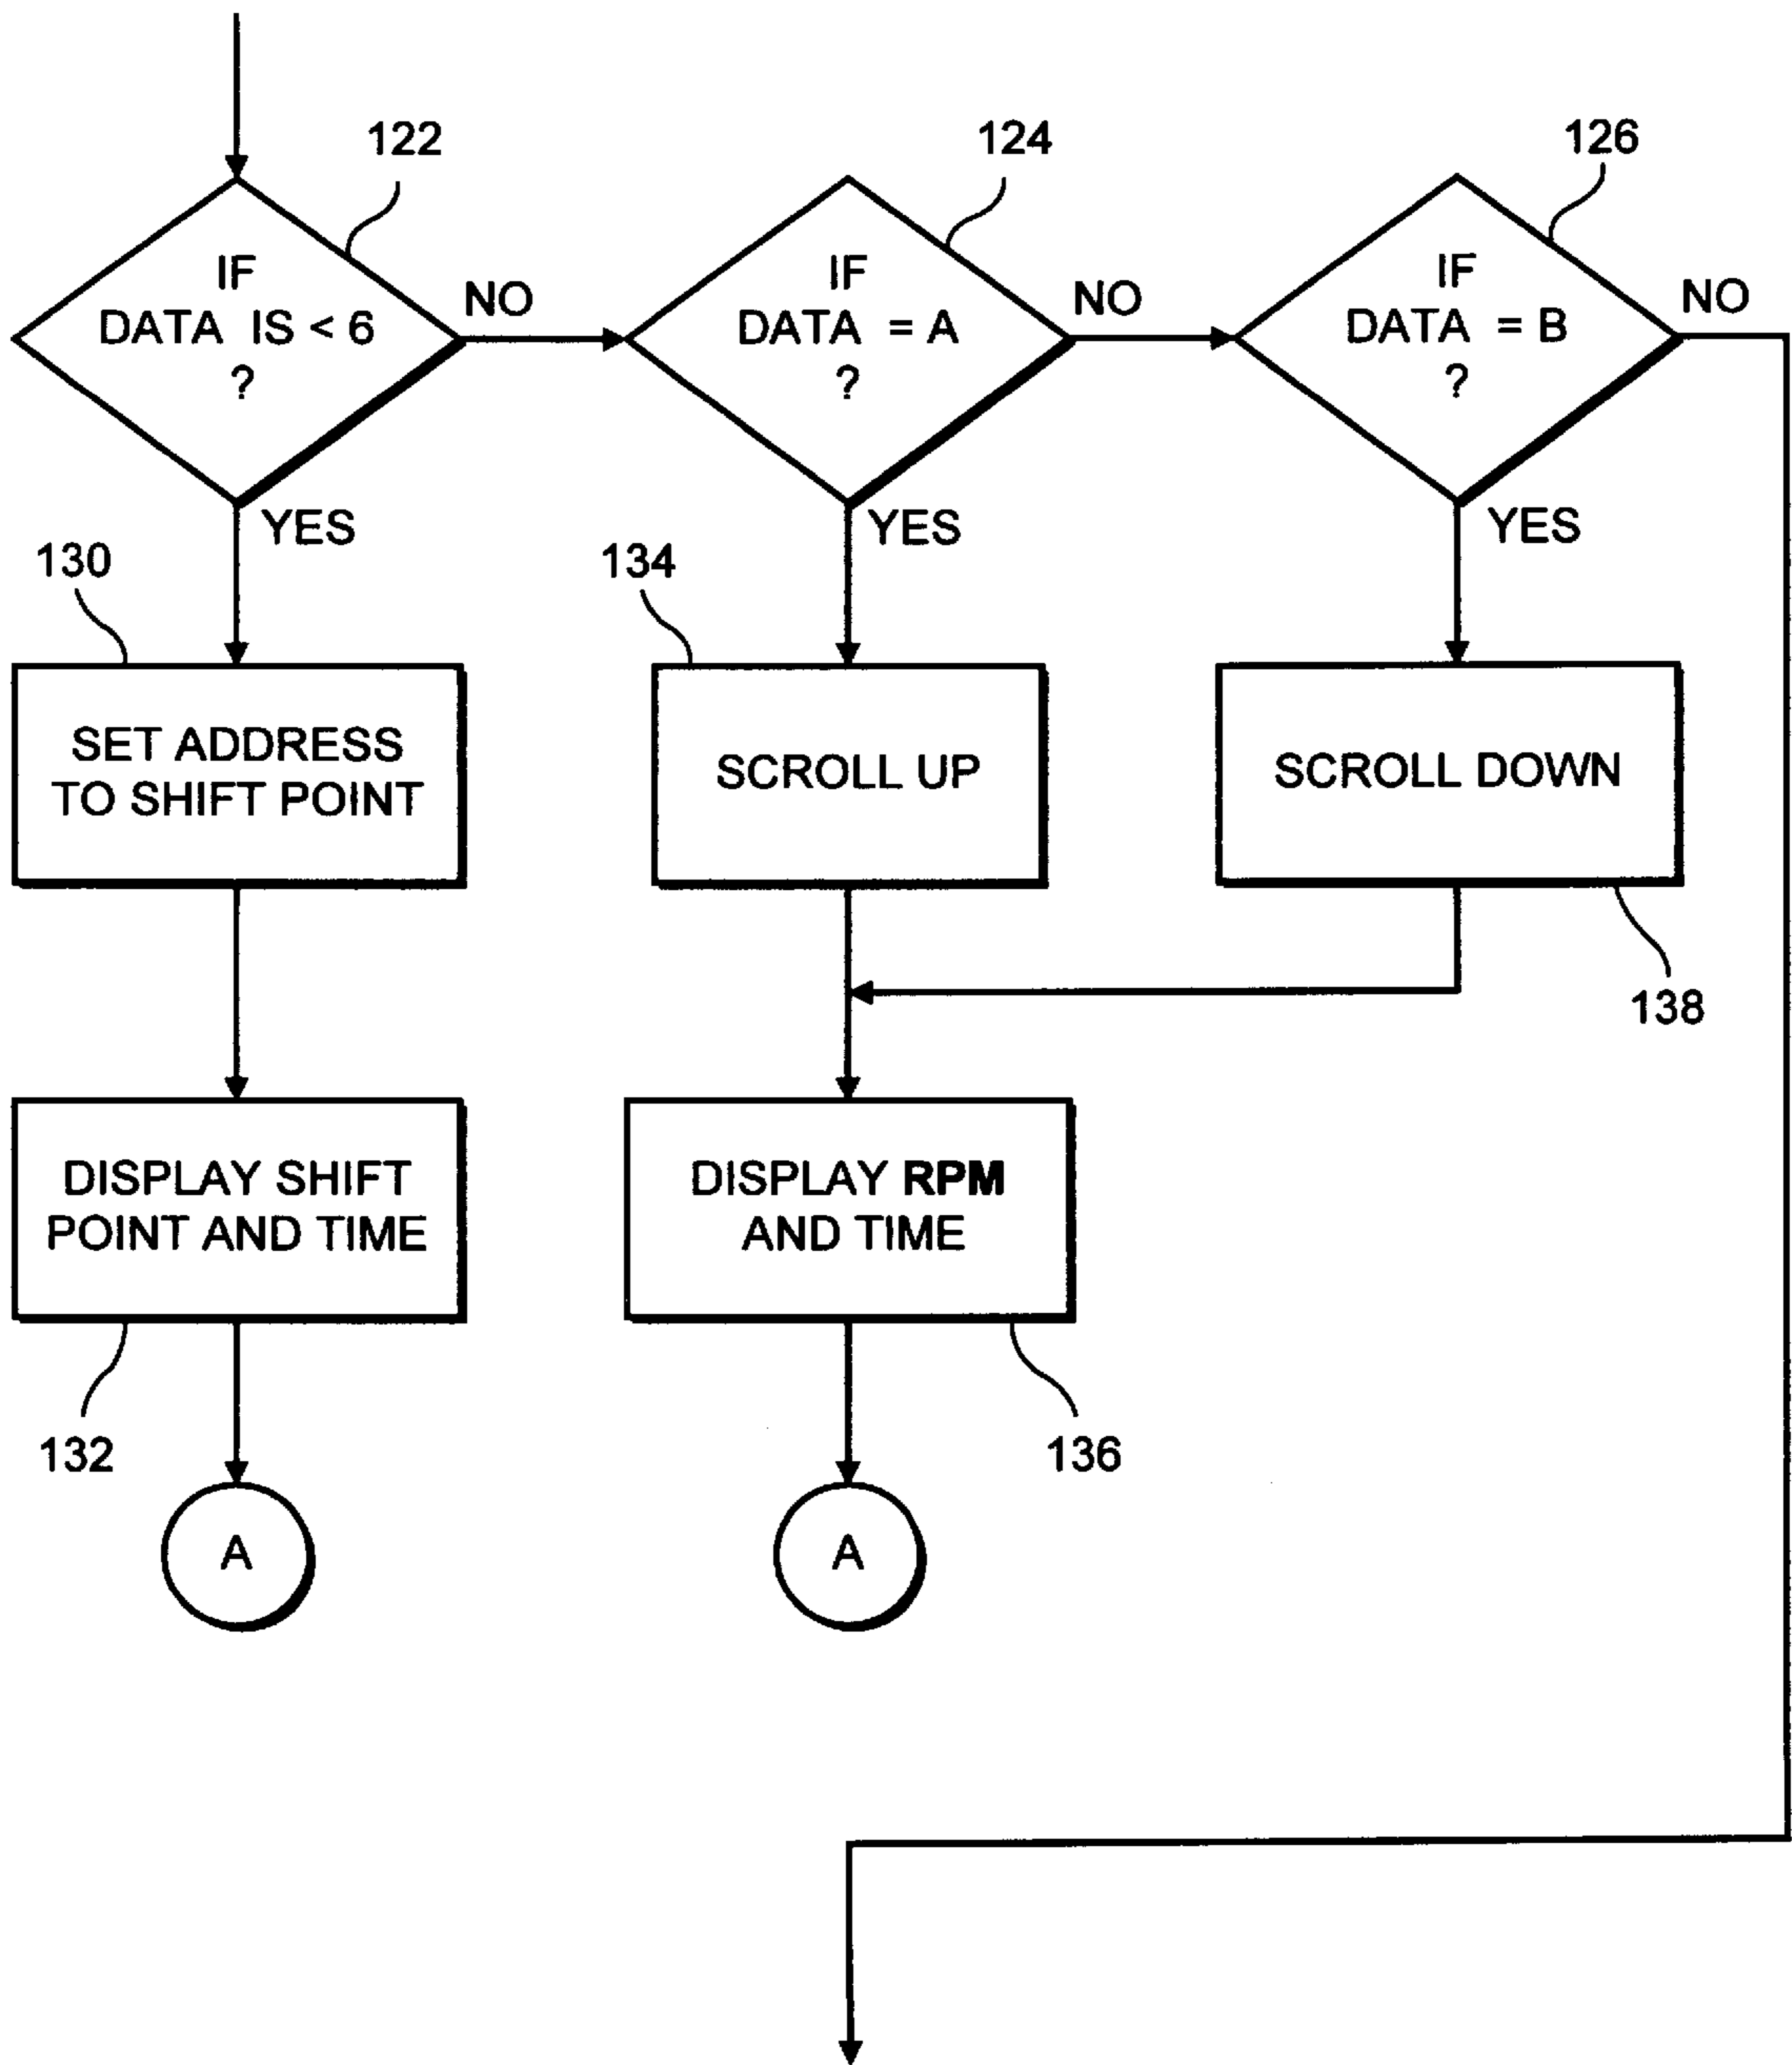 122
124
126
IF
DATA IS < 6
?
NO
IF
DATA = A
?
NO
IF
DATA = B
?
NO
YES
YES
YES
130
134
SET ADDRESS
TO SHIFT POINT
SCROLL UP
SCROLL DOWN
138
DISPLAY SHIFT
POINT AND TIME
DISPLAY RPM
AND TIME
132
136
A
A